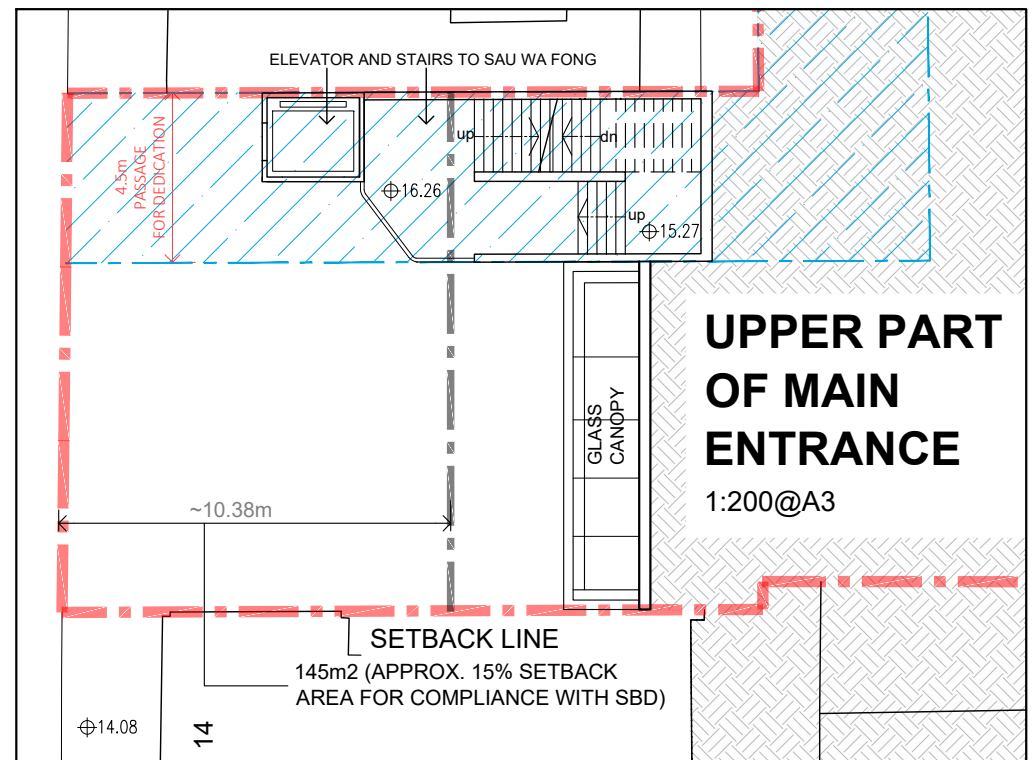 ELEVATOR AND STAIRS TO SAU WA FONG
4.5m
PASSAGE
FOR DEDICATION
up
dn
16.26
up
15.27
GLASS
CANOPY
UPPER PART
OF MAIN
ENTRANCE
1:200@A3
~10.38m
SETBACK LINE
145m2 (APPROX. 15% SETBACK
AREA FOR COMPLIANCE WITH SBD)
14.08
14